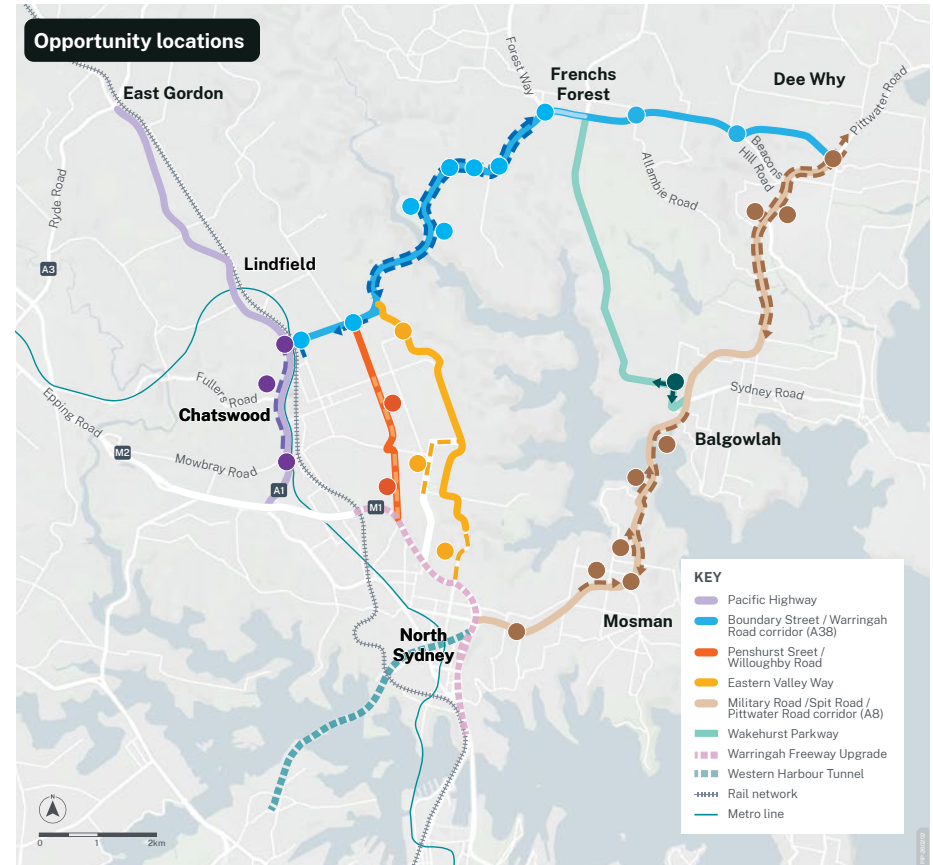 Opportunity locations
East Gordon
Forest Way
Frenchs
Forest
Dee Why
Pittwater Road
Beacons
Hill Road
Allambie Road
Ryde Road
A3
Lindfield
Fullers Road
Chatswood
Epping Road
M2
Mowbray Road
A1
M1
Sydney Road
Balgowlah
Mosman
North
Sydney
KEY
Pacific Highway
Boundary Street / Warringah
Road corridor (A38)
Penshurst Sreet /
Willoughby Road
Eastern Valley Way
Military Road /Spit Road /
Pittwater Road corridor (A8)
Wakehurst Parkway
Warringah Freeway Upgrade
Western Harbour Tunnel
Rail network
Metro line
N
0 1 2km